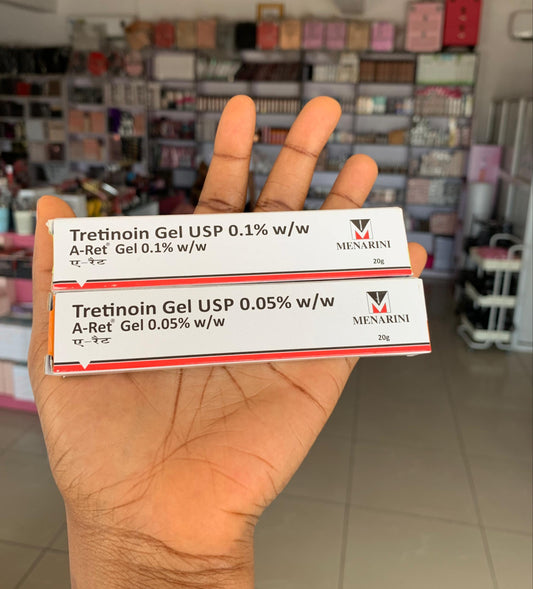 Tretinoin Gel USP 0.1% w/w
A-Ret® Gel 0.1% w/w
ए-रैट
MENARINI
20g
Tretinoin Gel USP 0.05% w/w
A-Ret® Gel 0.05% w/w
ए-रैट
MENARINI
20g